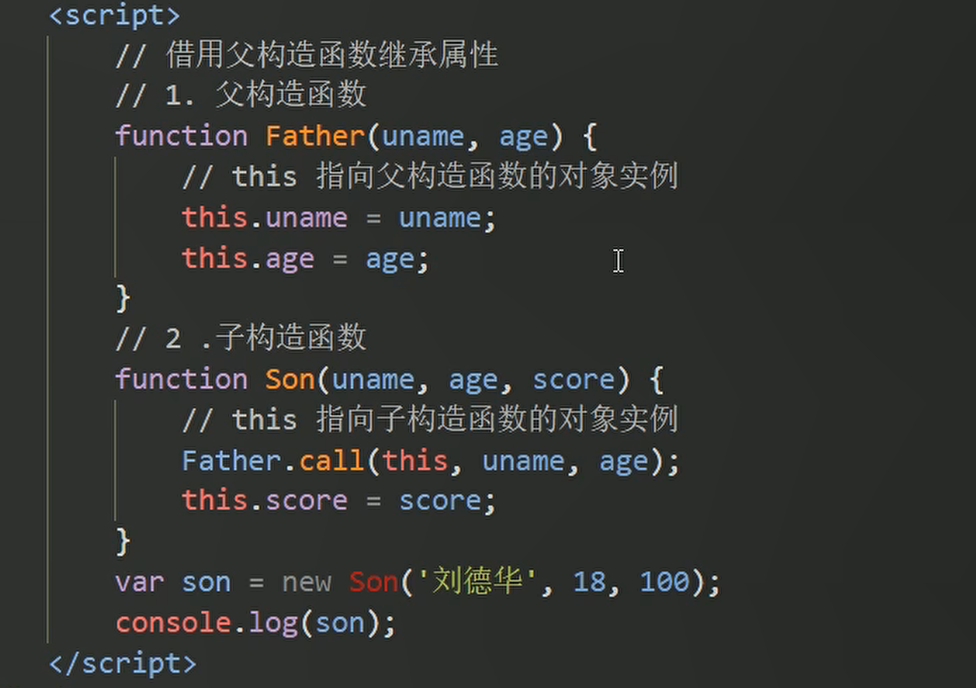 <script>
// 借用父构造函数继承属性
// 1. 父构造函数
function Father(uname, age) {
// this 指向父构造函数的对象实例
this.uname = uname;
this.age = age;
}
// 2 .子构造函数
function Son(uname, age, score) {
// this 指向子构造函数的对象实例
Father.call(this, uname, age);
this.score = score;
}
var son = new Son('刘德华', 18, 100);
console.log(son);
</script>